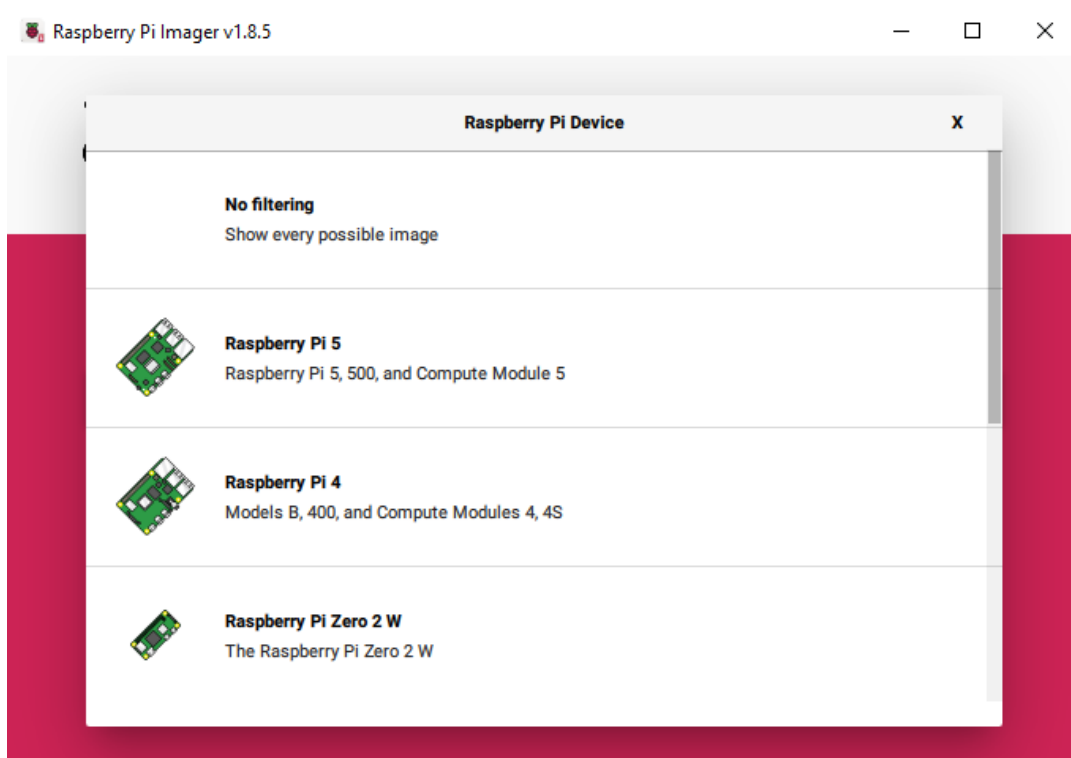 Raspberry Pi Imager v1.8.5
Raspberry Pi Device X
No filtering
Show every possible image
Raspberry Pi 5
Raspberry Pi 5, 500, and Compute Module 5
Raspberry Pi 4
Models B, 400, and Compute Modules 4, 4S
Raspberry Pi Zero 2 W
The Raspberry Pi Zero 2 W